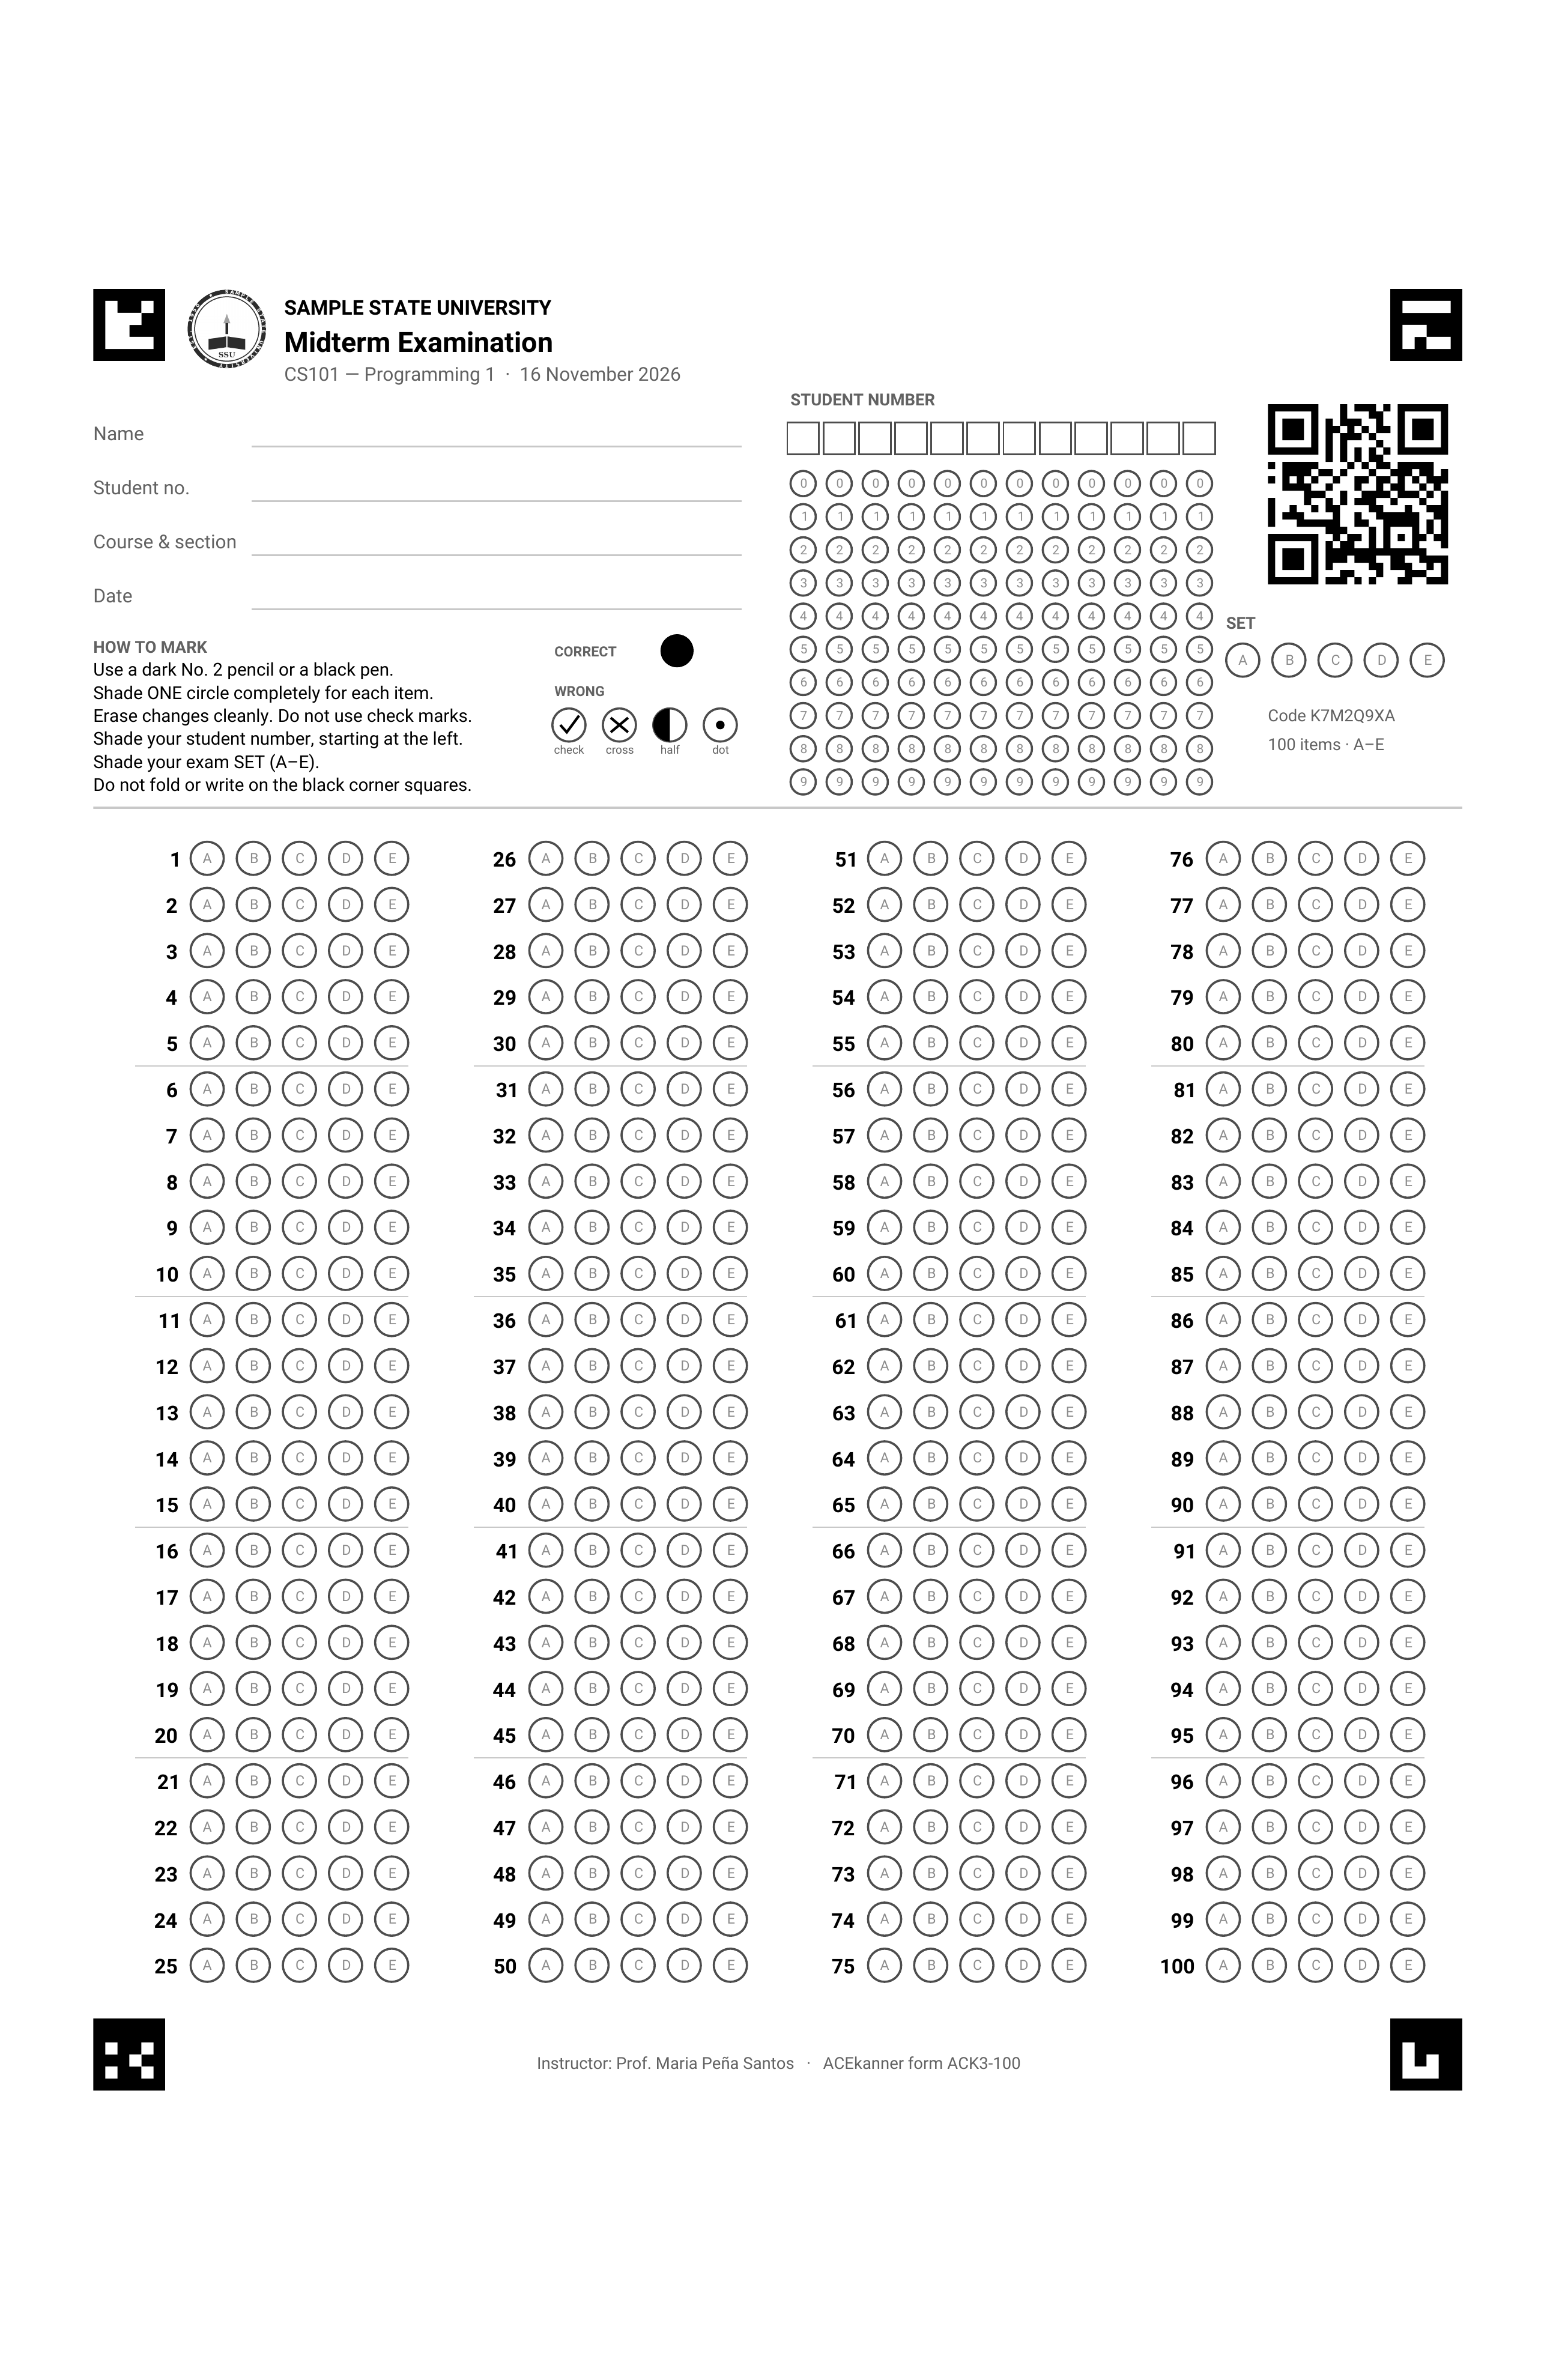 SAMPLE STATE UNIVERSITY
Midterm Examination
CS101 — Programming 1 · 16 November 2026
SSU
Name
Student no.
Course & section
Date
HOW TO MARK
Use a dark No. 2 pencil or a black pen.
Shade ONE circle completely for each item.
Erase changes cleanly. Do not use check marks.
Shade your student number, starting at the left.
Shade your exam SET (A–E).
Do not fold or write on the black corner squares.
CORRECT
WRONG
check cross half dot
STUDENT NUMBER
0 0 0 0 0 0 0 0 0 0 0 0
1 1 1 1 1 1 1 1 1 1 1 1
2 2 2 2 2 2 2 2 2 2 2 2
3 3 3 3 3 3 3 3 3 3 3 3
4 4 4 4 4 4 4 4 4 4 4 4
5 5 5 5 5 5 5 5 5 5 5 5
6 6 6 6 6 6 6 6 6 6 6 6
7 7 7 7 7 7 7 7 7 7 7 7
8 8 8 8 8 8 8 8 8 8 8 8
9 9 9 9 9 9 9 9 9 9 9 9
SET
A B C D E
Code K7M2Q9XA
100 items · A–E
1 A B C D E 26 A B C D E 51 A B C D E 76 A B C D E
2 A B C D E 27 A B C D E 52 A B C D E 77 A B C D E
3 A B C D E 28 A B C D E 53 A B C D E 78 A B C D E
4 A B C D E 29 A B C D E 54 A B C D E 79 A B C D E
5 A B C D E 30 A B C D E 55 A B C D E 80 A B C D E
6 A B C D E 31 A B C D E 56 A B C D E 81 A B C D E
7 A B C D E 32 A B C D E 57 A B C D E 82 A B C D E
8 A B C D E 33 A B C D E 58 A B C D E 83 A B C D E
9 A B C D E 34 A B C D E 59 A B C D E 84 A B C D E
10 A B C D E 35 A B C D E 60 A B C D E 85 A B C D E
11 A B C D E 36 A B C D E 61 A B C D E 86 A B C D E
12 A B C D E 37 A B C D E 62 A B C D E 87 A B C D E
13 A B C D E 38 A B C D E 63 A B C D E 88 A B C D E
14 A B C D E 39 A B C D E 64 A B C D E 89 A B C D E
15 A B C D E 40 A B C D E 65 A B C D E 90 A B C D E
16 A B C D E 41 A B C D E 66 A B C D E 91 A B C D E
17 A B C D E 42 A B C D E 67 A B C D E 92 A B C D E
18 A B C D E 43 A B C D E 68 A B C D E 93 A B C D E
19 A B C D E 44 A B C D E 69 A B C D E 94 A B C D E
20 A B C D E 45 A B C D E 70 A B C D E 95 A B C D E
21 A B C D E 46 A B C D E 71 A B C D E 96 A B C D E
22 A B C D E 47 A B C D E 72 A B C D E 97 A B C D E
23 A B C D E 48 A B C D E 73 A B C D E 98 A B C D E
24 A B C D E 49 A B C D E 74 A B C D E 99 A B C D E
25 A B C D E 50 A B C D E 75 A B C D E 100 A B C D E
Instructor: Prof. Maria Peña Santos · ACEkanner form ACK3-100